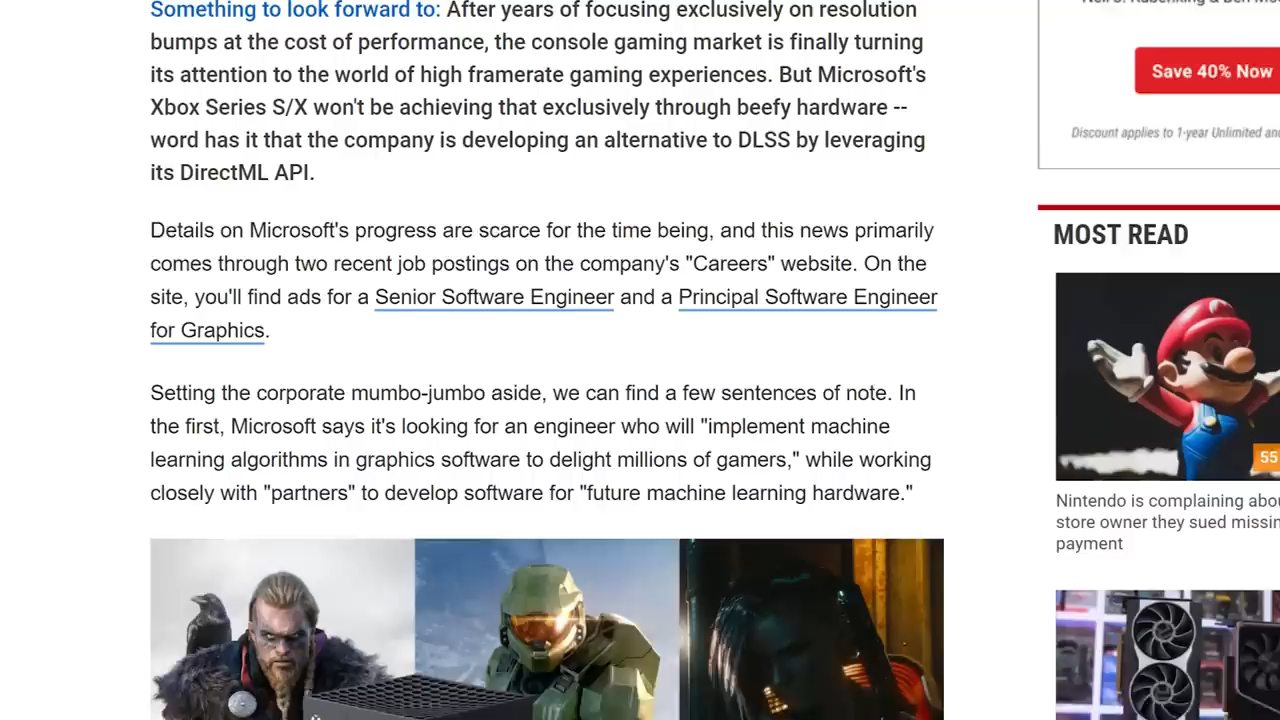 Something to look forward to: After years of focusing exclusively on resolution
bumps at the cost of performance, the console gaming market is finally turning
its attention to the world of high framerate gaming experiences. But Microsoft's
Xbox Series S/X won't be achieving that exclusively through beefy hardware --
word has it that the company is developing an alternative to DLSS by leveraging
its DirectML API.
Details on Microsoft's progress are scarce for the time being, and this news primarily
comes through two recent job postings on the company's "Careers" website. On the
site, you'll find ads for a Senior Software Engineer and a Principal Software Engineer
for Graphics.
Setting the corporate mumbo-jumbo aside, we can find a few sentences of note. In
the first, Microsoft says it's looking for an engineer who will "implement machine
learning algorithms in graphics software to delight millions of gamers," while working
closely with "partners" to develop software for "future machine learning hardware."
Save 40% Now
Discount applies to 1-year Unlimited
MOST READ
55
Nintendo is complaining
store owner they sued
payment